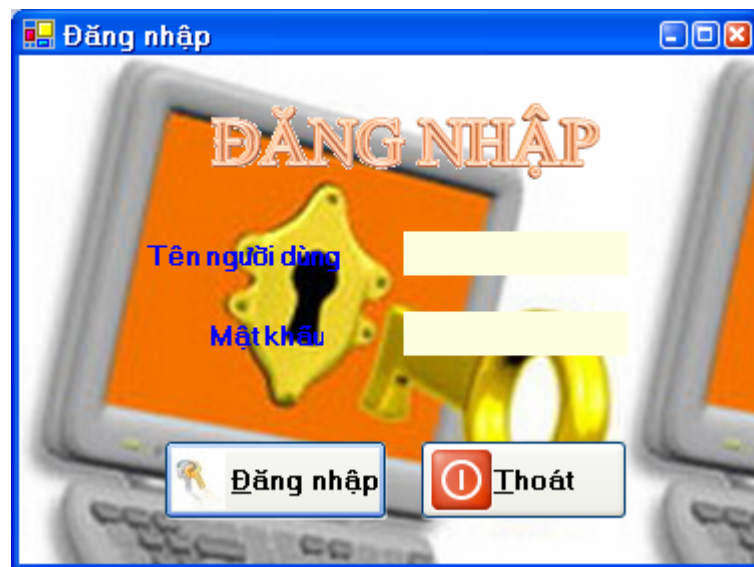 Đăng nhập
ĐĂNG NHẬP
Tên người dùng
Mật khẩu
Đăng nhập
Thoát